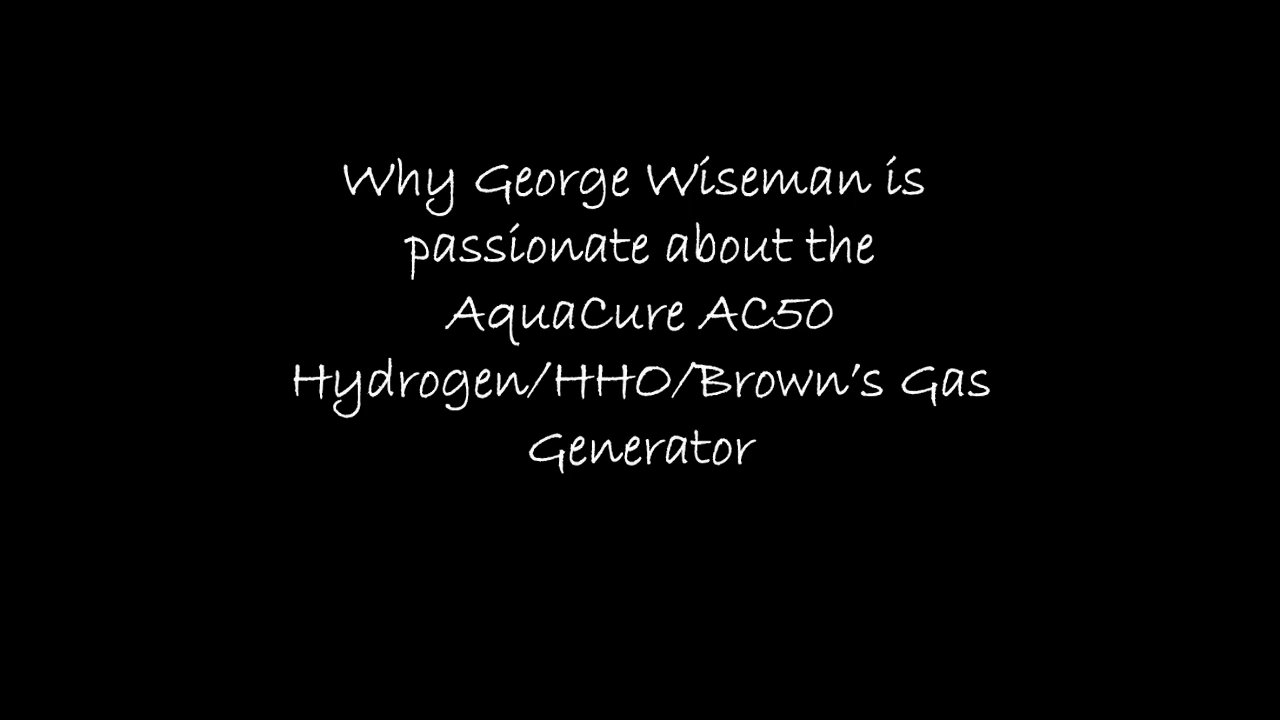 Why George Wiseman is
passionate about the
AquaCure AC50
Hydrogen/HHO/Brown's Gas
Generator